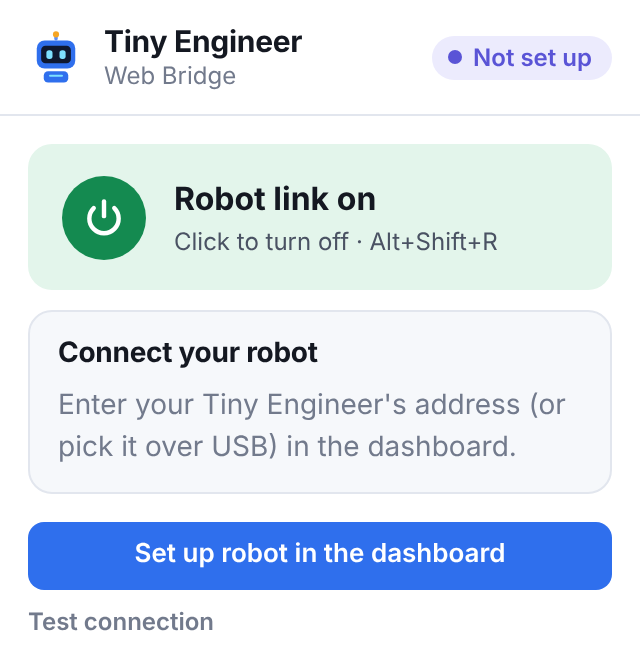 Tiny Engineer
Web Bridge
Not set up
Robot link on
Click to turn off · Alt+Shift+R
Connect your robot
Enter your Tiny Engineer's address (or
pick it over USB) in the dashboard.
Set up robot in the dashboard
Test connection